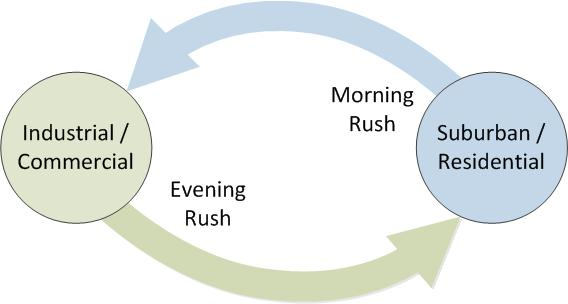 Morning
Rush
Industrial /
Commercial
Suburban /
Residential
Evening
Rush